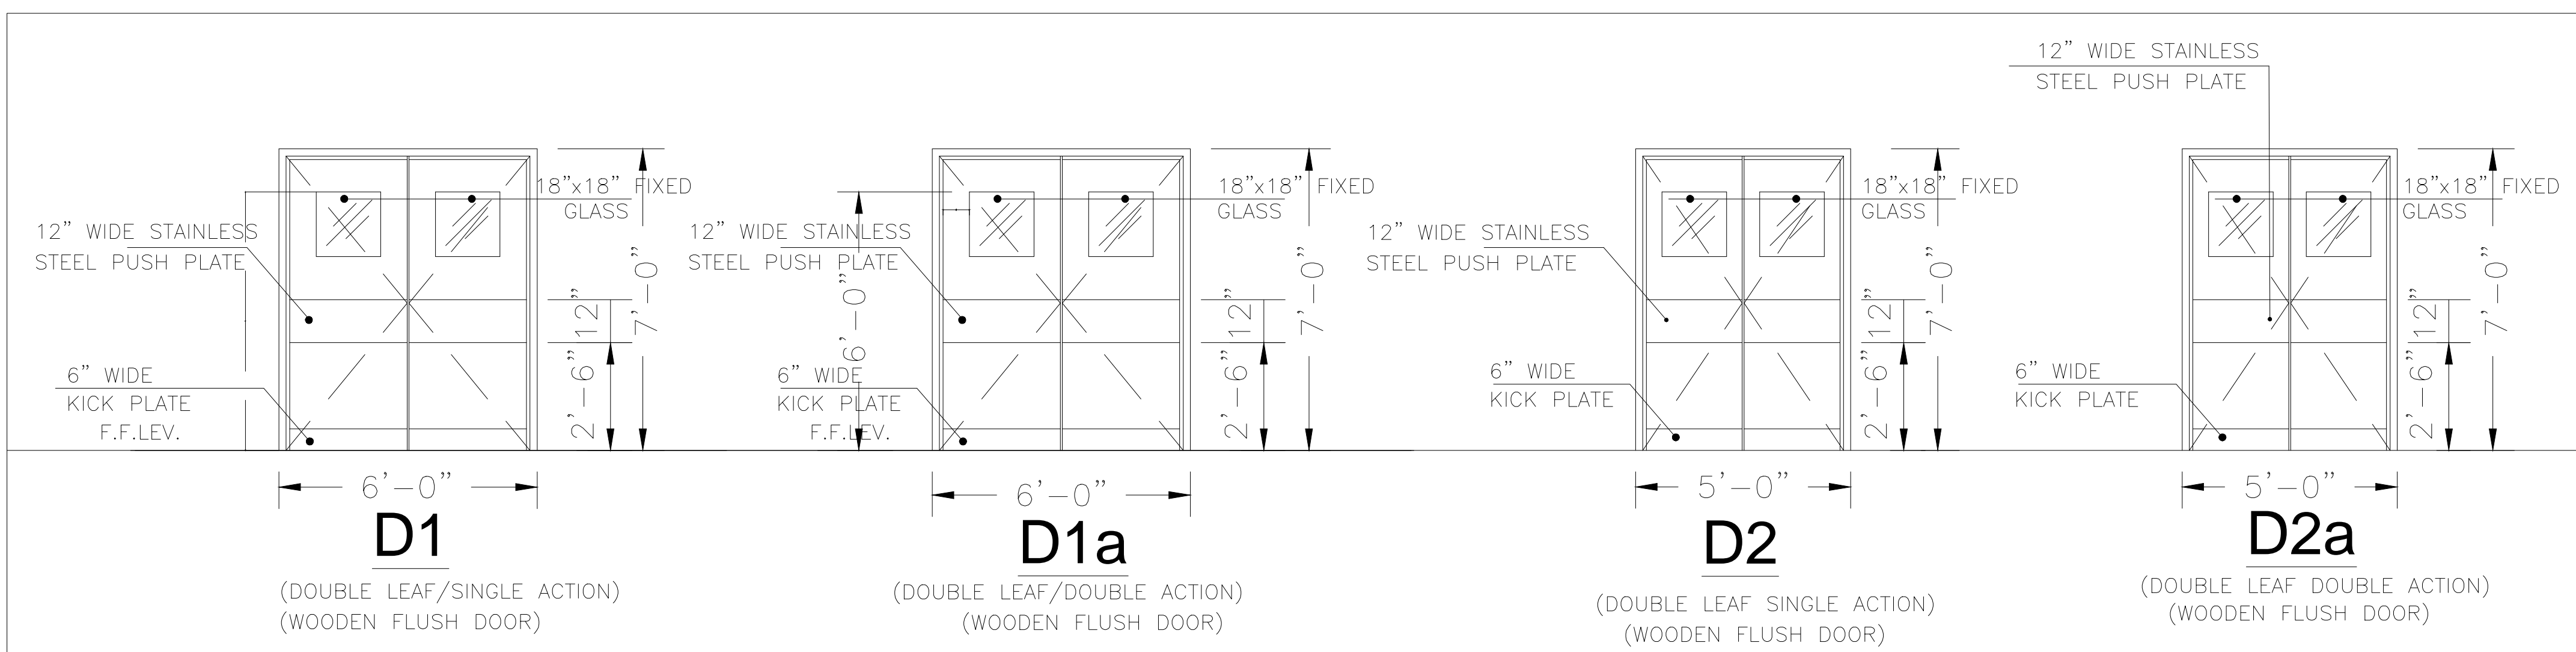 18”x18” FIXED
GLASS
12” WIDE STAINLESS
STEEL PUSH PLATE
6” WIDE
KICK PLATE
F.F.LEV.
12”
2’-6”
7’-0”
6’-0”
D1
(DOUBLE LEAF/SINGLE ACTION)
(WOODEN FLUSH DOOR)
18”x18” FIXED
GLASS
12” WIDE STAINLESS
STEEL PUSH PLATE
6’-0”
6” WIDE
KICK PLATE
F.F.LEV.
12”
2’-6”
7’-0”
6’-0”
D1a
(DOUBLE LEAF/DOUBLE ACTION)
(WOODEN FLUSH DOOR)
18”x18” FIXED
GLASS
12” WIDE STAINLESS
STEEL PUSH PLATE
6” WIDE
KICK PLATE
12”
2’-6”
7’-0”
5’-0”
D2
(DOUBLE LEAF SINGLE ACTION)
(WOODEN FLUSH DOOR)
12” WIDE STAINLESS
STEEL PUSH PLATE
18”x18” FIXED
GLASS
6” WIDE
KICK PLATE
12”
2’-6”
7’-0”
5’-0”
D2a
(DOUBLE LEAF DOUBLE ACTION)
(WOODEN FLUSH DOOR)